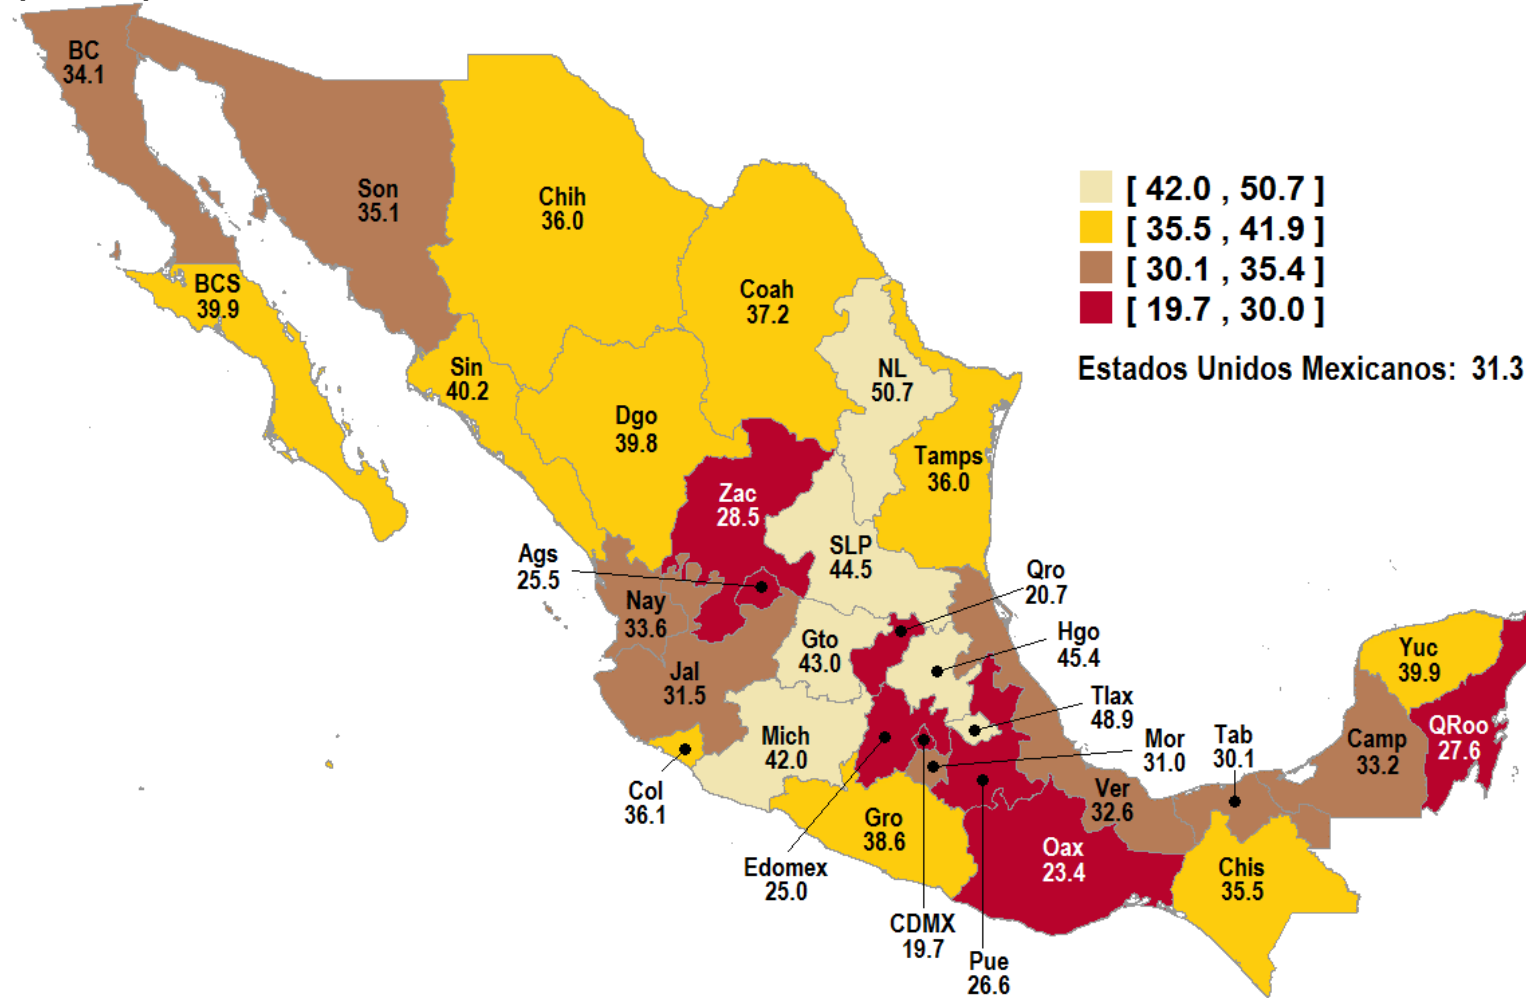 BC
34.1
Son
35.1
Chih
36.0
[ 42.0 , 50.7 ]
[ 35.5 , 41.9 ]
[ 30.1 , 35.4 ]
[ 19.7 , 30.0 ]
Estados Unidos Mexicanos: 31.3
BCS
39.9
Coah
37.2
Sin
40.2
NL
50.7
Dgo
39.8
Tamps
36.0
Zac
28.5
Ags
25.5
SLP
44.5
Qro
20.7
Nay
33.6
Gto
43.0
Hgo
45.4
Yuc
39.9
Jal
31.5
Tlax
48.9
Mich
42.0
Mor
31.0
Tab
30.1
Camp
33.2
QRoo
27.6
Col
36.1
Ver
32.6
Gro
38.6
Oax
23.4
Chis
35.5
Edomex
25.0
CDMX
19.7
Pue
26.6